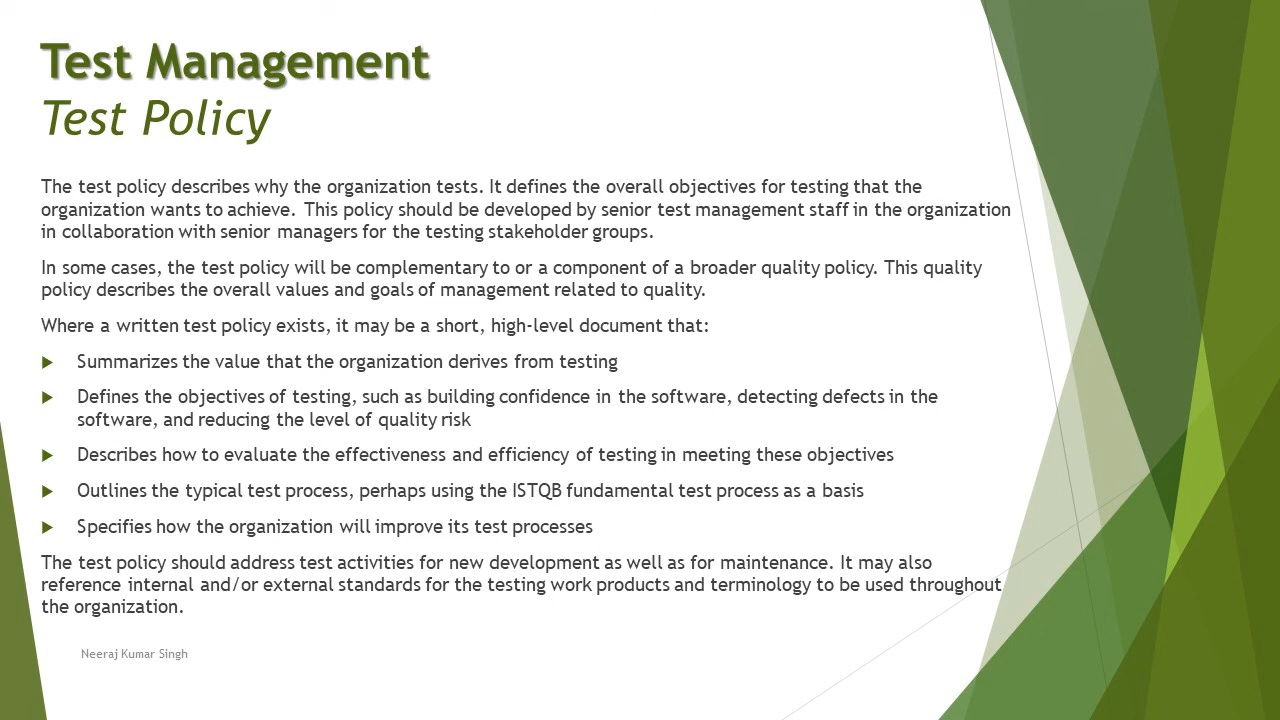 Test Management
Test Policy
The test policy describes why the organization tests. It defines the overall objectives for testing that the
organization wants to achieve. This policy should be developed by senior test management staff in the organization
in collaboration with senior managers for the testing stakeholder groups.
In some cases, the test policy will be complementary to or a component of a broader quality policy. This quality
policy describes the overall values and goals of management related to quality.
Where a written test policy exists, it may be a short, high-level document that:
Summarizes the value that the organization derives from testing
Defines the objectives of testing, such as building confidence in the software, detecting defects in the
software, and reducing the level of quality risk
Describes how to evaluate the effectiveness and efficiency of testing in meeting these objectives
Outlines the typical test process, perhaps using the ISTQB fundamental test process as a basis
Specifies how the organization will improve its test processes
The test policy should address test activities for new development as well as for maintenance. It may also
reference internal and/or external standards for the testing work products and terminology to be used throughout
the organization.
Neeraj Kumar Singh